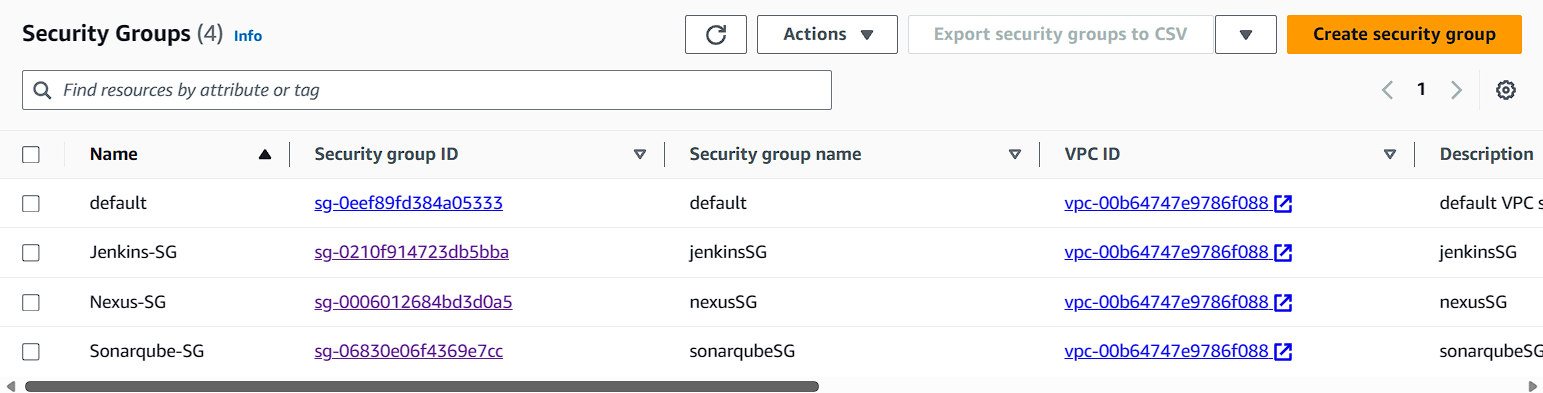 Security Groups (4) Info
Actions
Export security groups to CSV
Create security group
Find resources by attribute or tag
1
Name Security group ID Security group name VPC ID Description
default sg-0eef89fd384a05333 default vpc-00b64747e9786f088 default VPC s
Jenkins-SG sg-0210f914723db5bba jenkinsSG vpc-00b64747e9786f088 jenkinsSG
Nexus-SG sg-0006012684bd3d0a5 nexusSG vpc-00b64747e9786f088 nexusSG
Sonarqube-SG sg-06830e06f4369e7cc sonarqubeSG vpc-00b64747e9786f088 sonarqubeSG